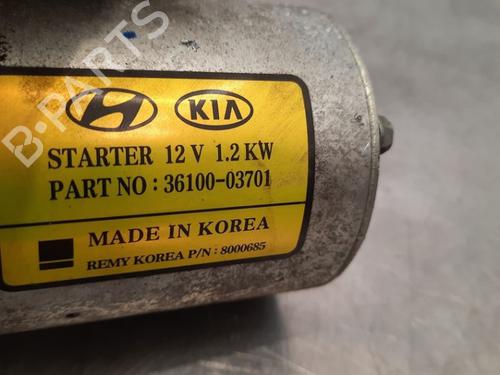 B-PARTS
KIA
STARTER 12 V 1.2 KW
PART NO : 36100-03701
MADE IN KOREA
REMY KOREA P/N : 8000685